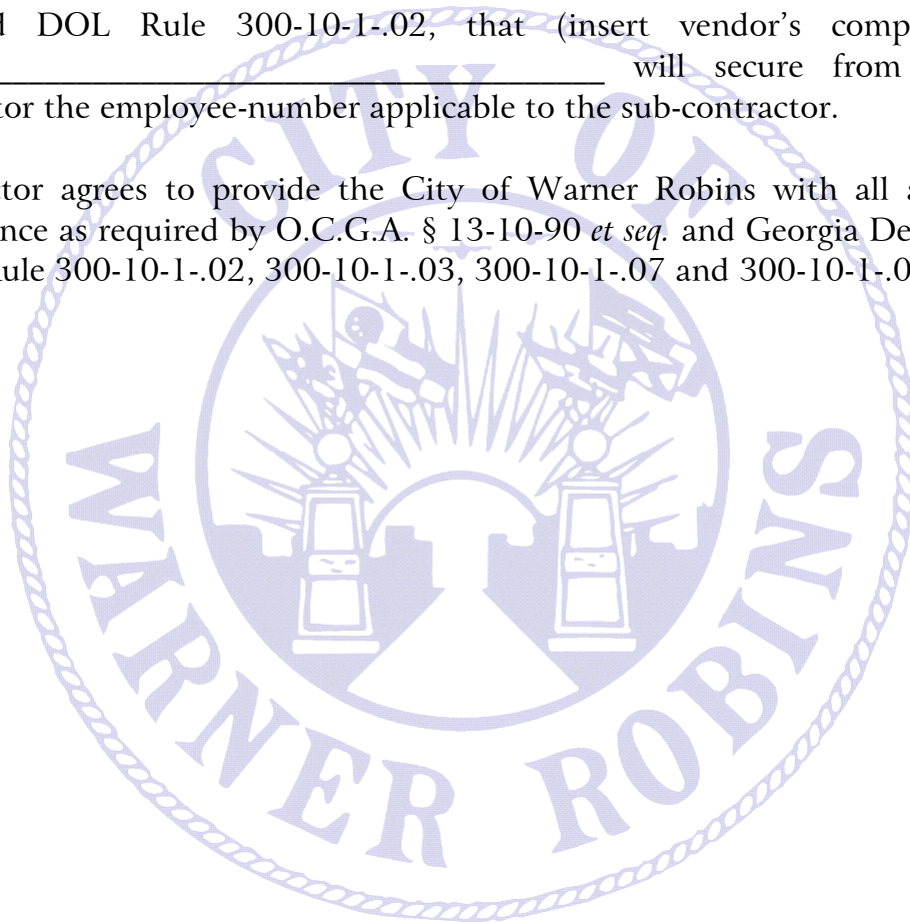 DOL Rule 300-10-1-.02, that (insert vendor’s comp
____________________________________ will secure from
tor the employee-number applicable to the sub-contractor.
ctor agrees to provide the City of Warner Robins with all a
nce as required by O.C.G.A. § 13-10-90 et seq. and Georgia De
ule 300-10-1-.02, 300-10-1-.03, 300-10-1-.07 and 300-10-1-.0
CITY OF
WARNER ROBINS